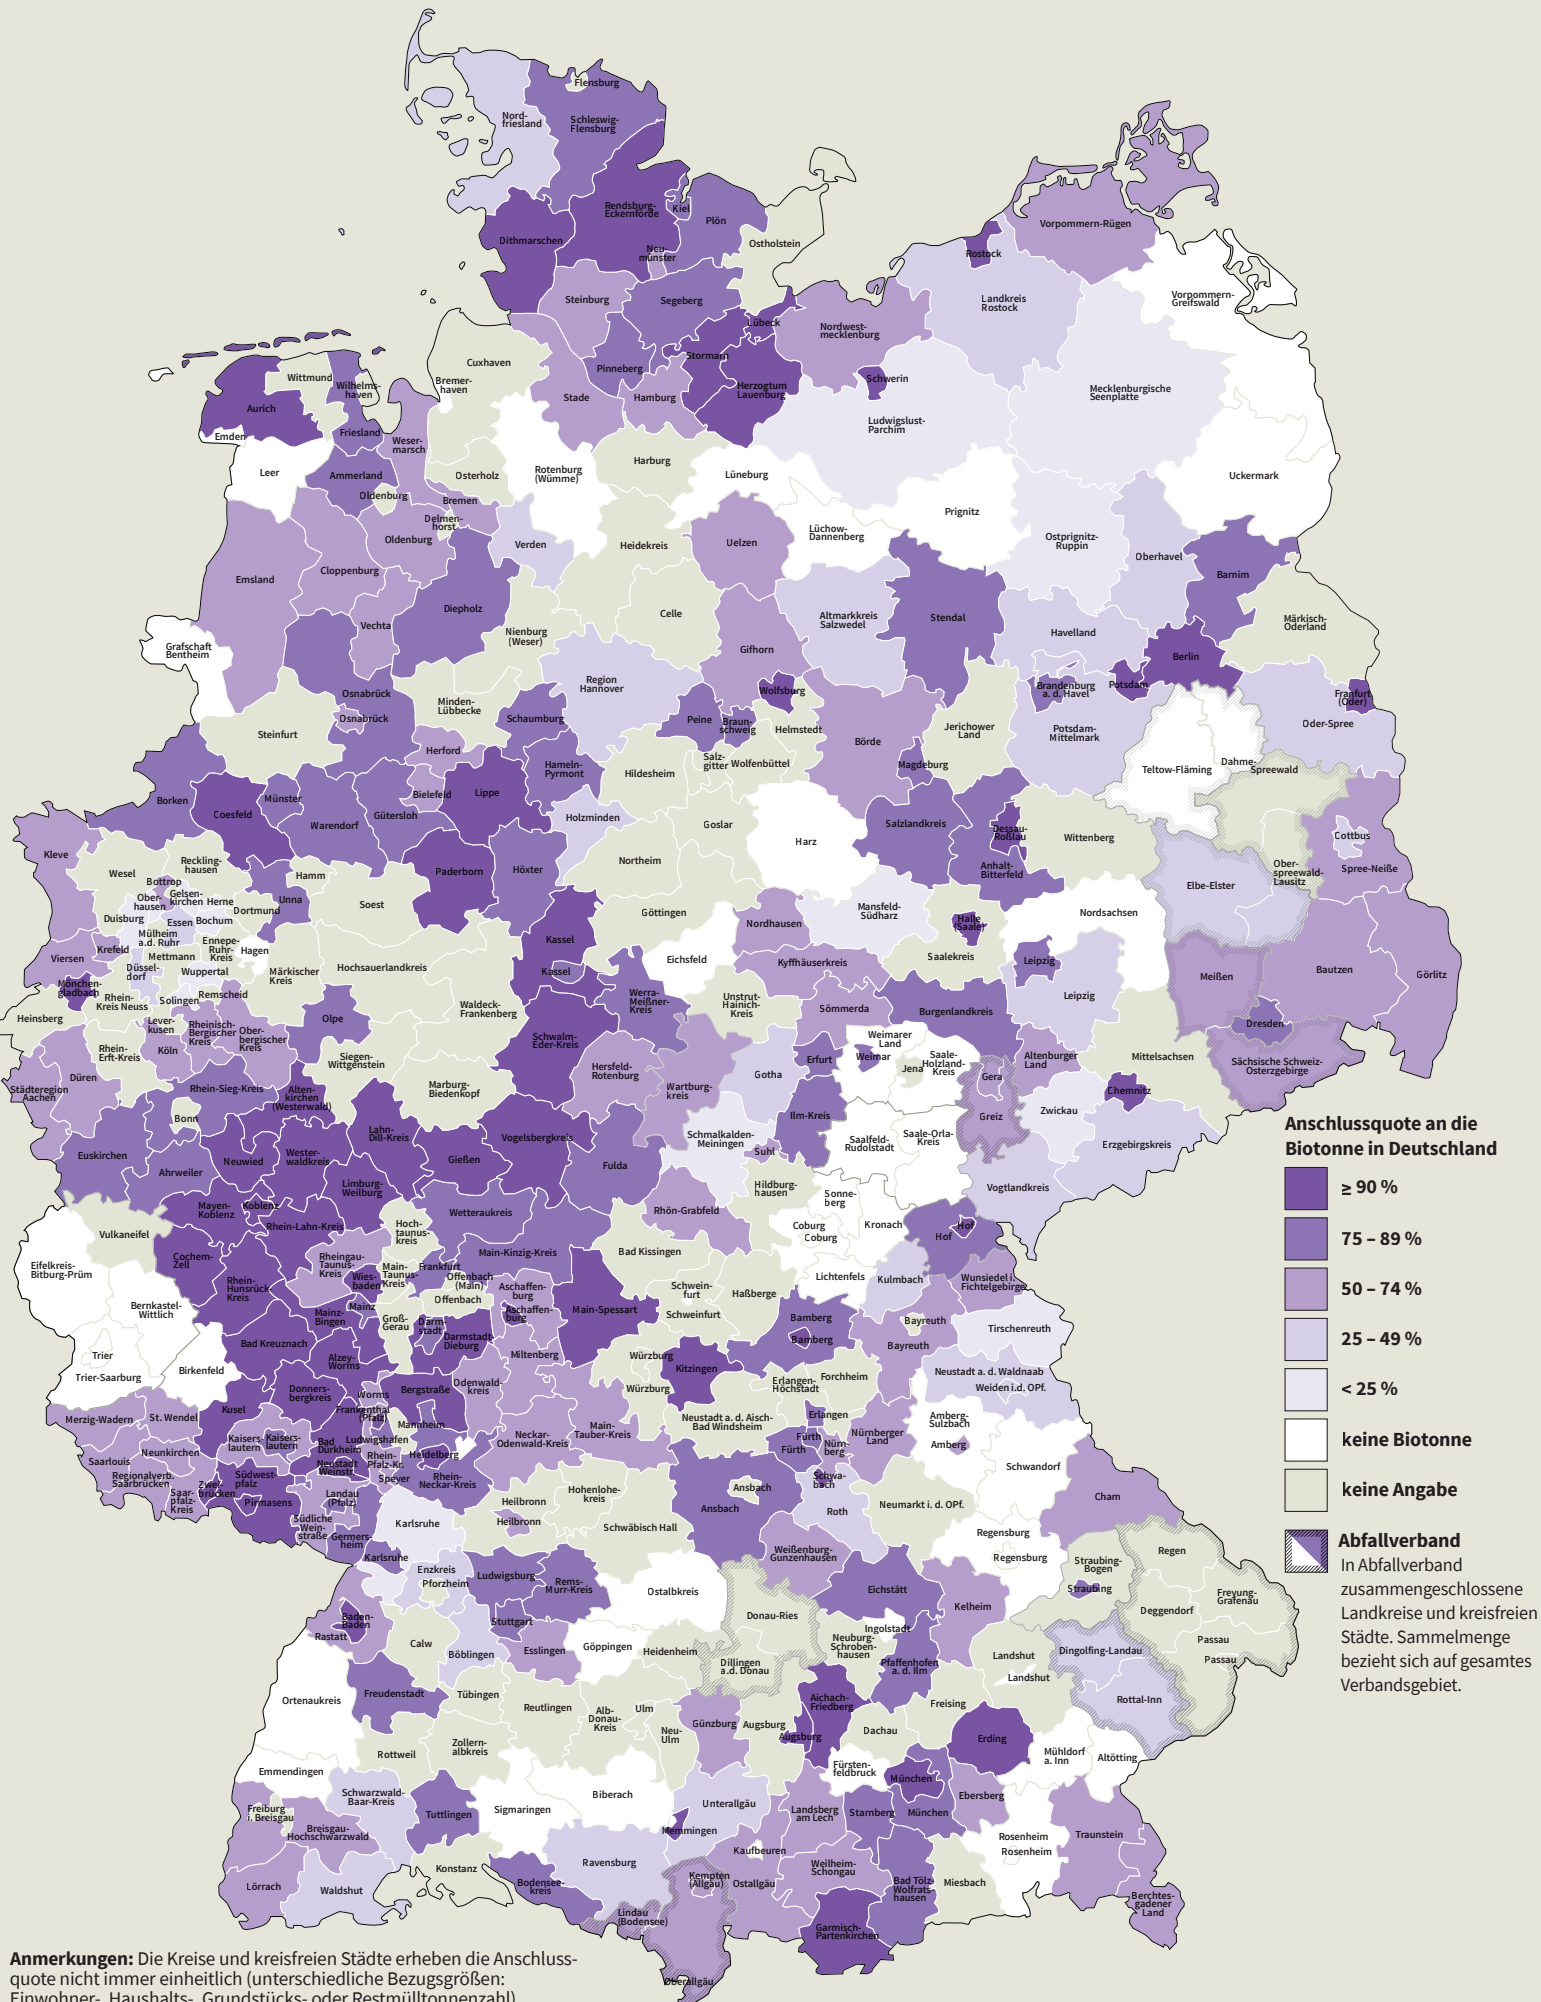 Flensburg
Nord-
friesland
Schleswig-
Flensburg
Rendsburg-
Eckernförde
Kiel
Plön
Dithmarschen
Neu-
münster
Ostholstein
Vorpommern-Rügen
Rostock
Steinburg
Segeberg
Landkreis
Rostock
Vorpommern-
Greifswald
Lübeck
Nordwest-
mecklenburg
Cuxhaven
Pinneberg
Stormarn
Wittmund
Wilhelms-
haven
Bremer-
haven
Stade
Hamburg
Herzogtum
Lauenburg
Schwerin
Mecklenburgische
Seenplatte
Aurich
Ludwigslust-
Parchim
Emden
Friesland
Weser-
marsch
Leer
Ammerland
Osterholz
Rotenburg
(Wümme)
Harburg
Lüneburg
Uckermark
Oldenburg
Bremen
Prignitz
Delmen-
horst
Oldenburg
Verden
Heidekreis
Uelzen
Lüchow-
Dannenberg
Ostprignitz-
Ruppin
Oberhavel
Emsland
Cloppenburg
Barnim
Diepholz
Celle
Altmarkkreis
Salzwedel
Stendal
Märkisch-
Oderland
Vechta
Nienburg
(Weser)
Havelland
Grafschaft
Bentheim
Gifhorn
Berlin
Region
Hannover
Wolfsburg
Brandenburg
a. d. Havel
Potsdam
Franfurt
(Oder)
Osnabrück
Minden-
Lübbecke
Osnabrück
Schaumburg
Peine
Braun-
schweig
Helmstedt
Jerichower
Land
Potsdam-
Mittelmark
Oder-Spree
Steinfurt
Herford
Börde
Salz-
gitter
Wolfenbüttel
Magdeburg
Teltow-Fläming
Dahme-
Spreewald
Hameln-
Pyrmont
Hildesheim
Borken
Coesfeld
Münster
Bielefeld
Lippe
Warendorf
Gütersloh
Holzminden
Goslar
Harz
Salzlandkreis
Dessau-
Roßlau
Wittenberg
Cottbus
Kleve
Wesel
Reckling-
hausen
Hamm
Paderborn
Höxter
Northeim
Anhalt-
Bitterfeld
Ober-
spreewald-
Lausitz
Spree-Neiße
Bottrop
Ober-
hausen
Gelsen-
kirchen
Herne
Unna
Soest
Elbe-Elster
Duisburg
Essen
Bochum
Dortmund
Göttingen
Nordhausen
Mansfeld-
Südharz
Halle
(Saale)
Nordsachsen
Mülheim
a.d. Ruhr
Viersen
Krefeld
Mettmann
Ennepe-
Ruhr-
Kreis
Hagen
Kassel
Kassel
Eichsfeld
Kyffhäuserkreis
Saalekreis
Leipzig
Düssel-
dorf
Wuppertal
Märkischer
Kreis
Hochsauerlandkreis
Meißen
Bautzen
Görlitz
Mönchen-
gladbach
Rhein-
Kreis Neuss
Solingen
Remscheid
Leipzig
Werra-
Meißner-
Kreis
Unstrut-
Hainich-
Kreis
Sömmerda
Burgenlandkreis
Heinsberg
Lever-
kusen
Rheinisch-
Bergischer
Kreis
Ober-
bergischer
Kreis
Olpe
Waldeck-
Frankenberg
Dresden
Köln
Rhein-
Erft-Kreis
Siegen-
Wittgenstein
Schwalm-
Eder-Kreis
Weimarer
Land
Weimar
Saale-
Holzland-
Kreis
Jena
Altenburger
Land
Mittelsachsen
Sächsische Schweiz-
Osterzgebirge
Städteregion
Aachen
Düren
Rhein-Sieg-Kreis
Alten-
kirchen
(Westerwald)
Marburg-
Biedenkopf
Hersfeld-
Rotenburg
Wartburg-
kreis
Gotha
Erfurt
Gera
Chemnitz
Bonn
Ilm-Kreis
Greiz
Zwickau
Lahn-
Dill-Kreis
Vogelsbergkreis
Schmalkalden-
Meiningen
Suhl
Saalfeld-
Rudolstadt
Saale-Orla-
Kreis
Erzgebirgskreis
Euskirchen
Ahrweiler
Neuwied
Wester-
waldkreis
Gießen
Fulda
Limburg-
Weilburg
Hildburg-
hausen
Vogtlandkreis
Mayen-
Koblenz
Koblenz
Rhein-Lahn-Kreis
Wetteraukreis
Rhön-Grabfeld
Sonne-
berg
Vulkaneifel
Hoch-
taunus-
kreis
Coburg
Coburg
Kronach
Hof
Hof
Eifelkreis-
Bitburg-Prüm
Cochem-
Zell
Rheingau-
Taunus-
Kreis
Main-Kinzig-Kreis
Bad Kissingen
Main-
Taunus-
Kreis
Frankfurt
Wies-
baden
Offenbach
(Main)
Offenbach
Aschaffen-
burg
Aschaffen-
burg
Schwein-
furt
Schweinfurt
Haßberge
Lichtenfels
Kulmbach
Wunsiedel i.
Fichtelgebirge
Rhein-
Hunsrück-
Kreis
Bernkastel-
Wittlich
Mainz-
Bingen
Mainz
Groß-
Gerau
Darm-
stadt
Darmstadt-
Dieburg
Main-Spessart
Bamberg
Bamberg
Bayreuth
Bayreuth
Tirschenreuth
Trier
Trier-Saarburg
Birkenfeld
Bad Kreuznach
Alzey-
Worms
Miltenberg
Würzburg
Würzburg
Kitzingen
Erlangen-
Höchstadt
Forchheim
Neustadt a. d. Waldnaab
Weiden i.d. OPf.
Donners-
bergkreis
Worms
Bergstraße
Odenwald-
kreis
Merzig-Wadern
St. Wendel
Kusel
Frankenthal
(Pfalz)
Mannheim
Neustadt a. d. Aisch-
Bad Windsheim
Erlangen
Amberg-
Sulzbach
Amberg
Neunkirchen
Kaisers-
lautern
Kaisers-
lautern
Bad
Dürkheim
Ludwigshafen
Heidelberg
Neckar-
Odenwald-Kreis
Main-
Tauber-Kreis
Fürth
Fürth
Nürn-
berg
Nürnberger
Land
Saarlouis
Neustadt
Weinstr.
Rhein-
Pfalz-Kr.
Speyer
Rhein-
Neckar-Kreis
Schwandorf
Regionalverb.
Saarbrücken
Saar-
pfalz-
Kreis
Zwei-
brücken
Südwest-
pfalz
Pirmasens
Landau
(Pfalz)
Hohenlohe-
kreis
Ansbach
Ansbach
Schwa-
bach
Roth
Neumarkt i. d. OPf.
Cham
Südliche
Wein-
straße
Germers-
heim
Karlsruhe
Heilbronn
Heilbronn
Schwäbisch Hall
Regensburg
Regensburg
Karlsruhe
Weißenburg-
Gunzenhausen
Regen
Enzkreis
Pforzheim
Ludwigsburg
Rems-
Murr-Kreis
Ostalbkreis
Eichstätt
Straubing-
Bogen
Straubing
Freyung-
Grafenau
Baden-
Baden
Rastatt
Stuttgart
Donau-Ries
Kelheim
Deggendorf
Ingolstadt
Calw
Böblingen
Esslingen
Göppingen
Heidenheim
Neuburg-
Schroben-
hausen
Pfaffenhofen
a. d. Ilm
Landshut
Landshut
Dingolfing-Landau
Passau
Passau
Dillingen
a.d. Donau
Ortenaukreis
Freudenstadt
Tübingen
Reutlingen
Alb-
Donau-
Kreis
Ulm
Neu-
Ulm
Günzburg
Augsburg
Augsburg
Aichach-
Friedberg
Dachau
Freising
Erding
Rottal-Inn
Rottweil
Zollern-
albkreis
Mühldorf
a. Inn
Altötting
Emmendingen
Fürsten-
feldbruck
München
Schwarzwald-
Baar-Kreis
Tuttlingen
Sigmaringen
Biberach
Unterallgäu
Landsberg
am Lech
Starnberg
München
Ebersberg
Freiburg
i. Breisgau
Breisgau-
Hochschwarzwald
Memmingen
Rosenheim
Rosenheim
Traunstein
Lörrach
Waldshut
Konstanz
Ravensburg
Kaufbeuren
Weilheim-
Schongau
Bodensee-
kreis
Kempten
(Allgäu)
Ostallgäu
Bad Tölz-
Wolfrats-
hausen
Miesbach
Berchtes-
gadener
Land
Lindau
(Bodensee)
Garmisch-
Partenkirchen
Oberallgäu
Anschlussquote an die
Biotonne in Deutschland
≥ 90 %
75 – 89 %
50 – 74 %
25 – 49 %
< 25 %
keine Biotonne
keine Angabe
Abfallverband
In Abfallverband
zusammengeschlossene
Landkreise und kreisfreien
Städte. Sammelmenge
bezieht sich auf gesamtes
Verbandsgebiet.
Anmerkungen: Die Kreise und kreisfreien Städte erheben die Anschluss-
quote nicht immer einheitlich (unterschiedliche Bezugsgrößen:
Einwohner-, Haushalts-, Grundstücks- oder Restmülltonnenzahl)